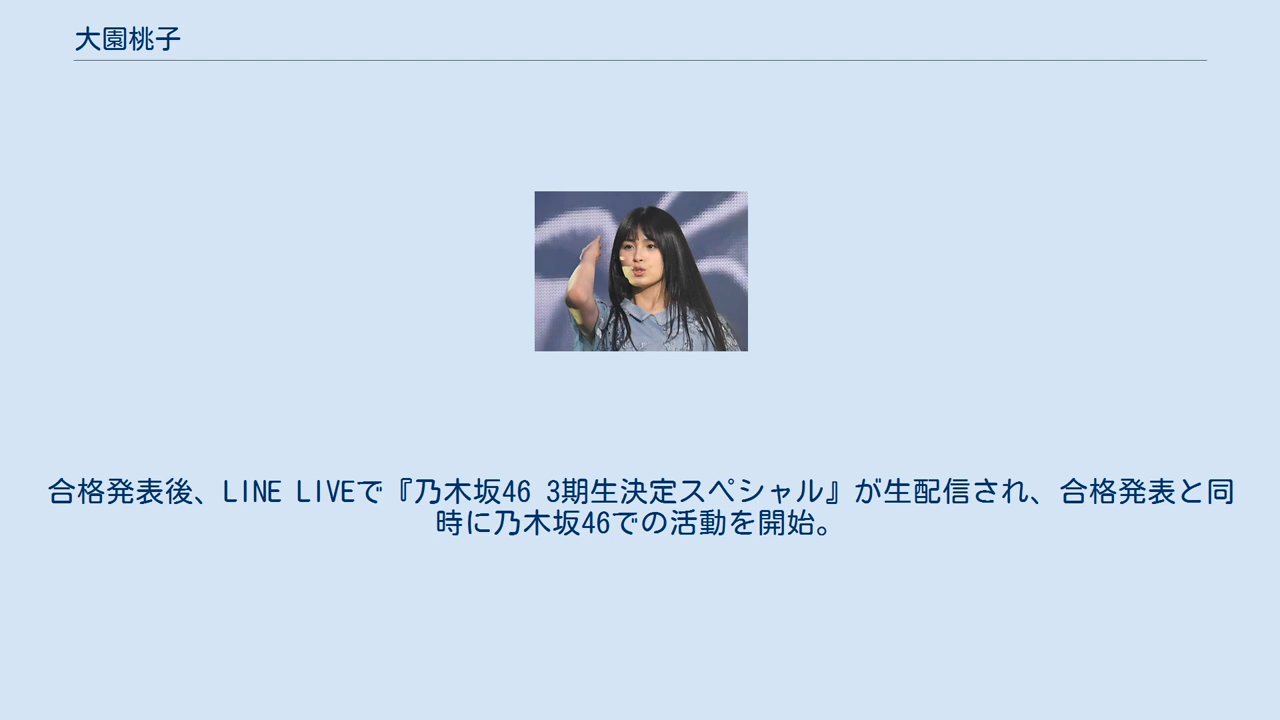 大園桃子
合格発表後、LINE LIVEで『乃木坂46 3期生決定スペシャル』が生配信され、合格発表と同
時に乃木坂46での活動を開始。